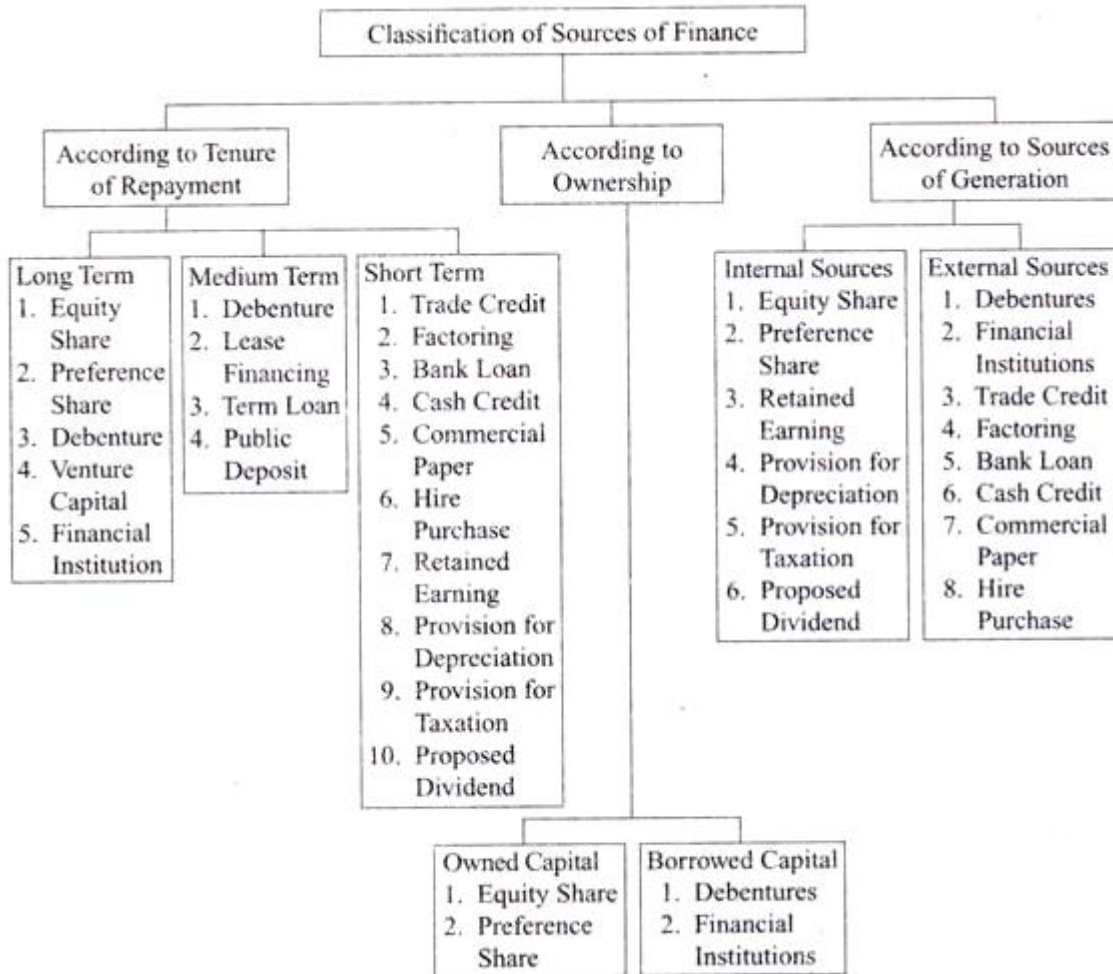 Classification of Sources of Finance
According to Tenure
of Repayment
According to
Ownership
According to Sources
of Generation
Long Term
1. Equity
Share
2. Preference
Share
3. Debenture
4. Venture
Capital
5. Financial
Institution
Medium Term
1. Debenture
2. Lease
Financing
3. Term Loan
4. Public
Deposit
Short Term
1. Trade Credit
2. Factoring
3. Bank Loan
4. Cash Credit
5. Commercial
Paper
6. Hire
Purchase
7. Retained
Earning
8. Provision for
Depreciation
9. Provision for
Taxation
10. Proposed
Dividend
Internal Sources
1. Equity Share
2. Preference
Share
3. Retained
Earning
4. Provision for
Depreciation
5. Provision for
Taxation
6. Proposed
Dividend
External Sources
1. Debentures
2. Financial
Institutions
3. Trade Credit
4. Factoring
5. Bank Loan
6. Cash Credit
7. Commercial
Paper
8. Hire
Purchase
Owned Capital
1. Equity Share
2. Preference
Share
Borrowed Capital
1. Debentures
2. Financial
Institutions